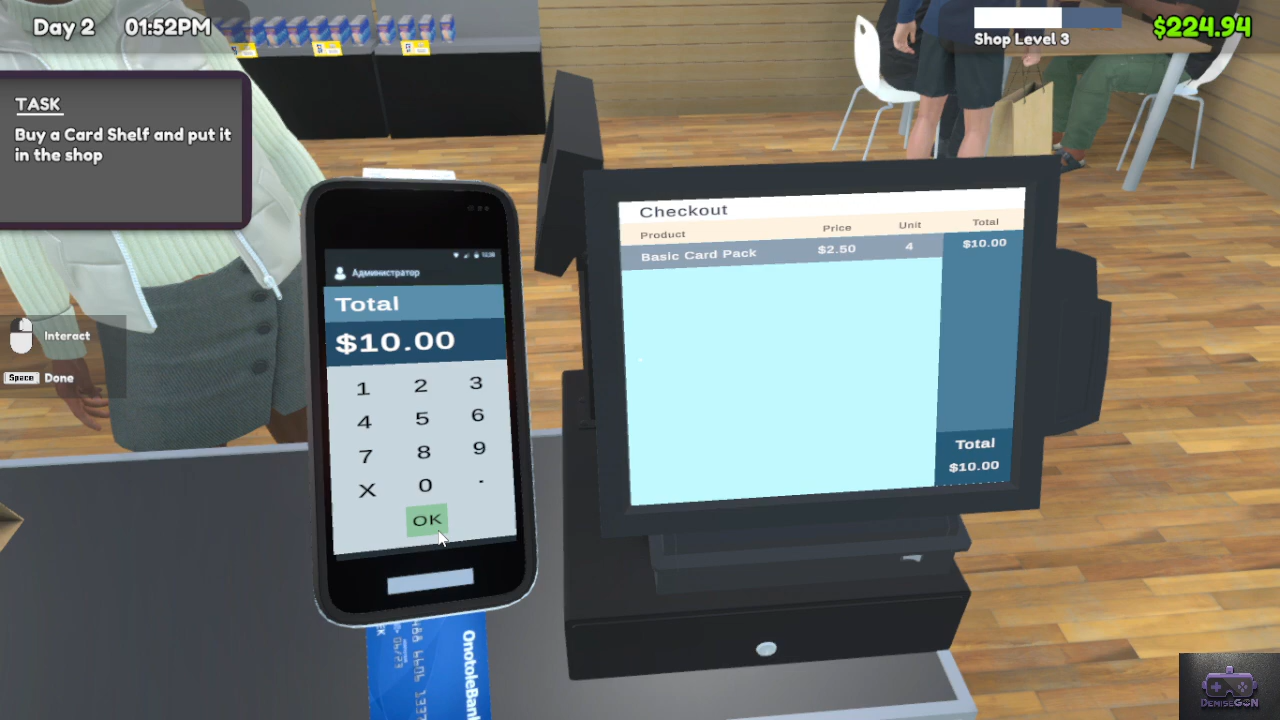 Day 2 01:52PM
Shop Level 3
$224.94
TASK
Buy a Card Shelf and put it
in the shop
Interact
Space Done
Администратор
Total
$10.00
1 2 3
4 5 6
7 8 9
X 0 .
OK
Checkout
Product Price Unit Total
Basic Card Pack $2.50 4 $10.00
Total
$10.00
OnotoleBank
DEMISEGON